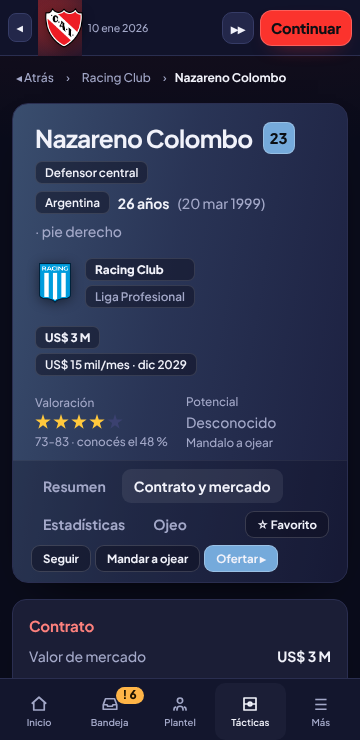 ◂
C.A.I.
10 ene 2026
▸▸
Continuar
◂ Atrás › Racing Club › Nazareno Colombo
Nazareno Colombo 23
Defensor central
Argentina 26 años (20 mar 1999)
· pie derecho
RACING
Racing Club
Liga Profesional
US$ 3 M
US$ 15 mil/mes · dic 2029
Valoración Potencial
★★★★★ Desconocido
73–83 · conocés el 48 % Mandalo a ojear
Resumen Contrato y mercado
Estadísticas Ojeo ☆ Favorito
Seguir Mandar a ojear Ofertar ▸
Contrato
Valor de mercado US$ 3 M
! 6
Inicio Bandeja Plantel Tácticas Más